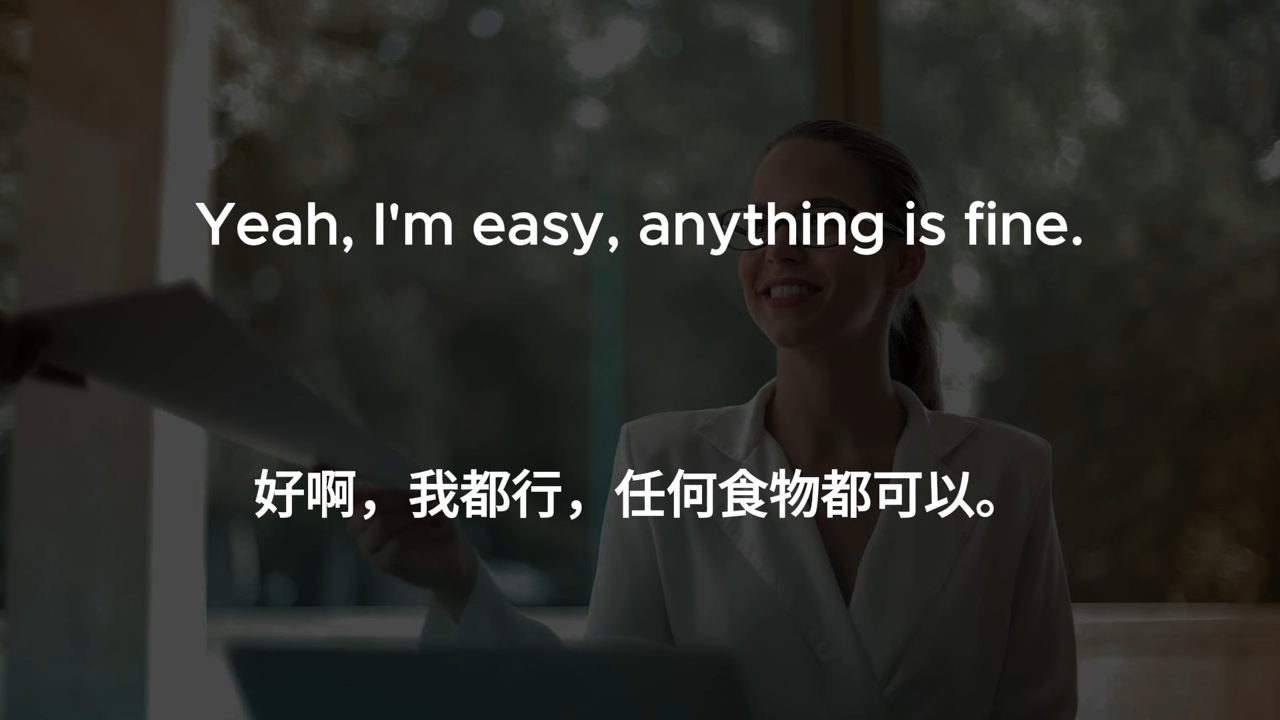 Yeah, I'm easy, anything is fine.
好啊，我都行，任何食物都可以。